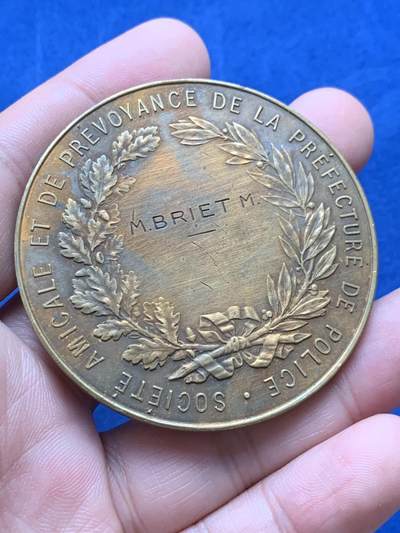 SOCIÉTÉ AMICALE ET DE PRÉVOYANCE DE LA PRÉFECTURE DE POLICE •
M. BRIET M.